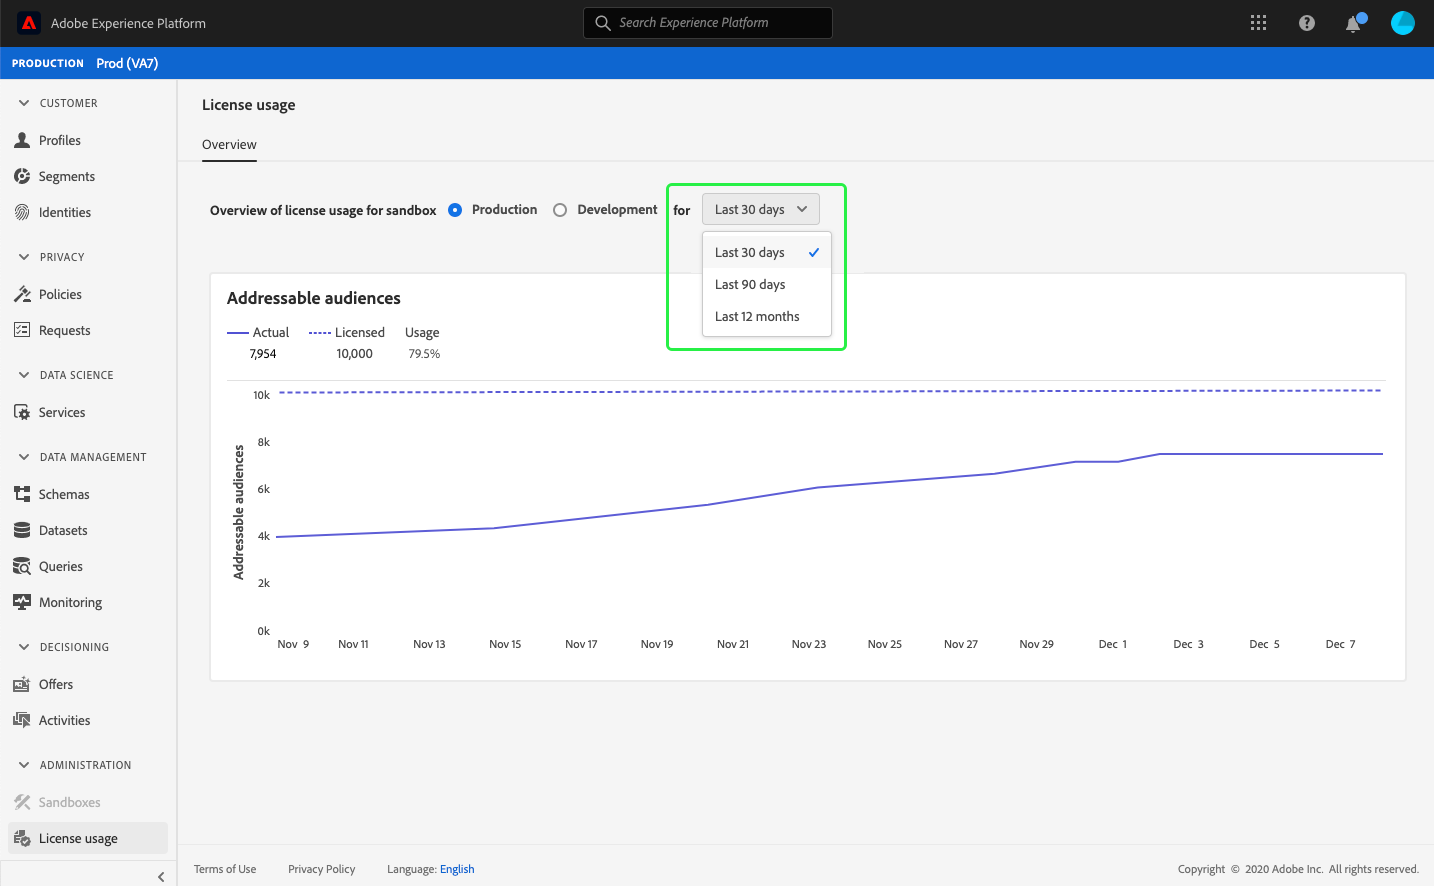 Adobe Experience Platform
Search Experience Platform
PRODUCTION Prod (VA7)
CUSTOMER
Profiles
Segments
Identities
PRIVACY
Policies
Requests
DATA SCIENCE
Services
DATA MANAGEMENT
Schemas
Datasets
Queries
Monitoring
DECISIONING
Offers
Activities
ADMINISTRATION
Sandboxes
License usage
License usage
Overview
Overview of license usage for sandbox Production Development for Last 30 days
Last 30 days
Last 90 days
Last 12 months
Addressable audiences
Actual Licensed Usage
7,954 10,000 79.5%
Addressable audiences
10k
8k
6k
4k
2k
0k
Nov 9 Nov 11 Nov 13 Nov 15 Nov 17 Nov 19 Nov 21 Nov 23 Nov 25 Nov 27 Nov 29 Dec 1 Dec 3 Dec 5 Dec 7
Terms of Use Privacy Policy Language: English Copyright © 2020 Adobe Inc. All rights reserved.